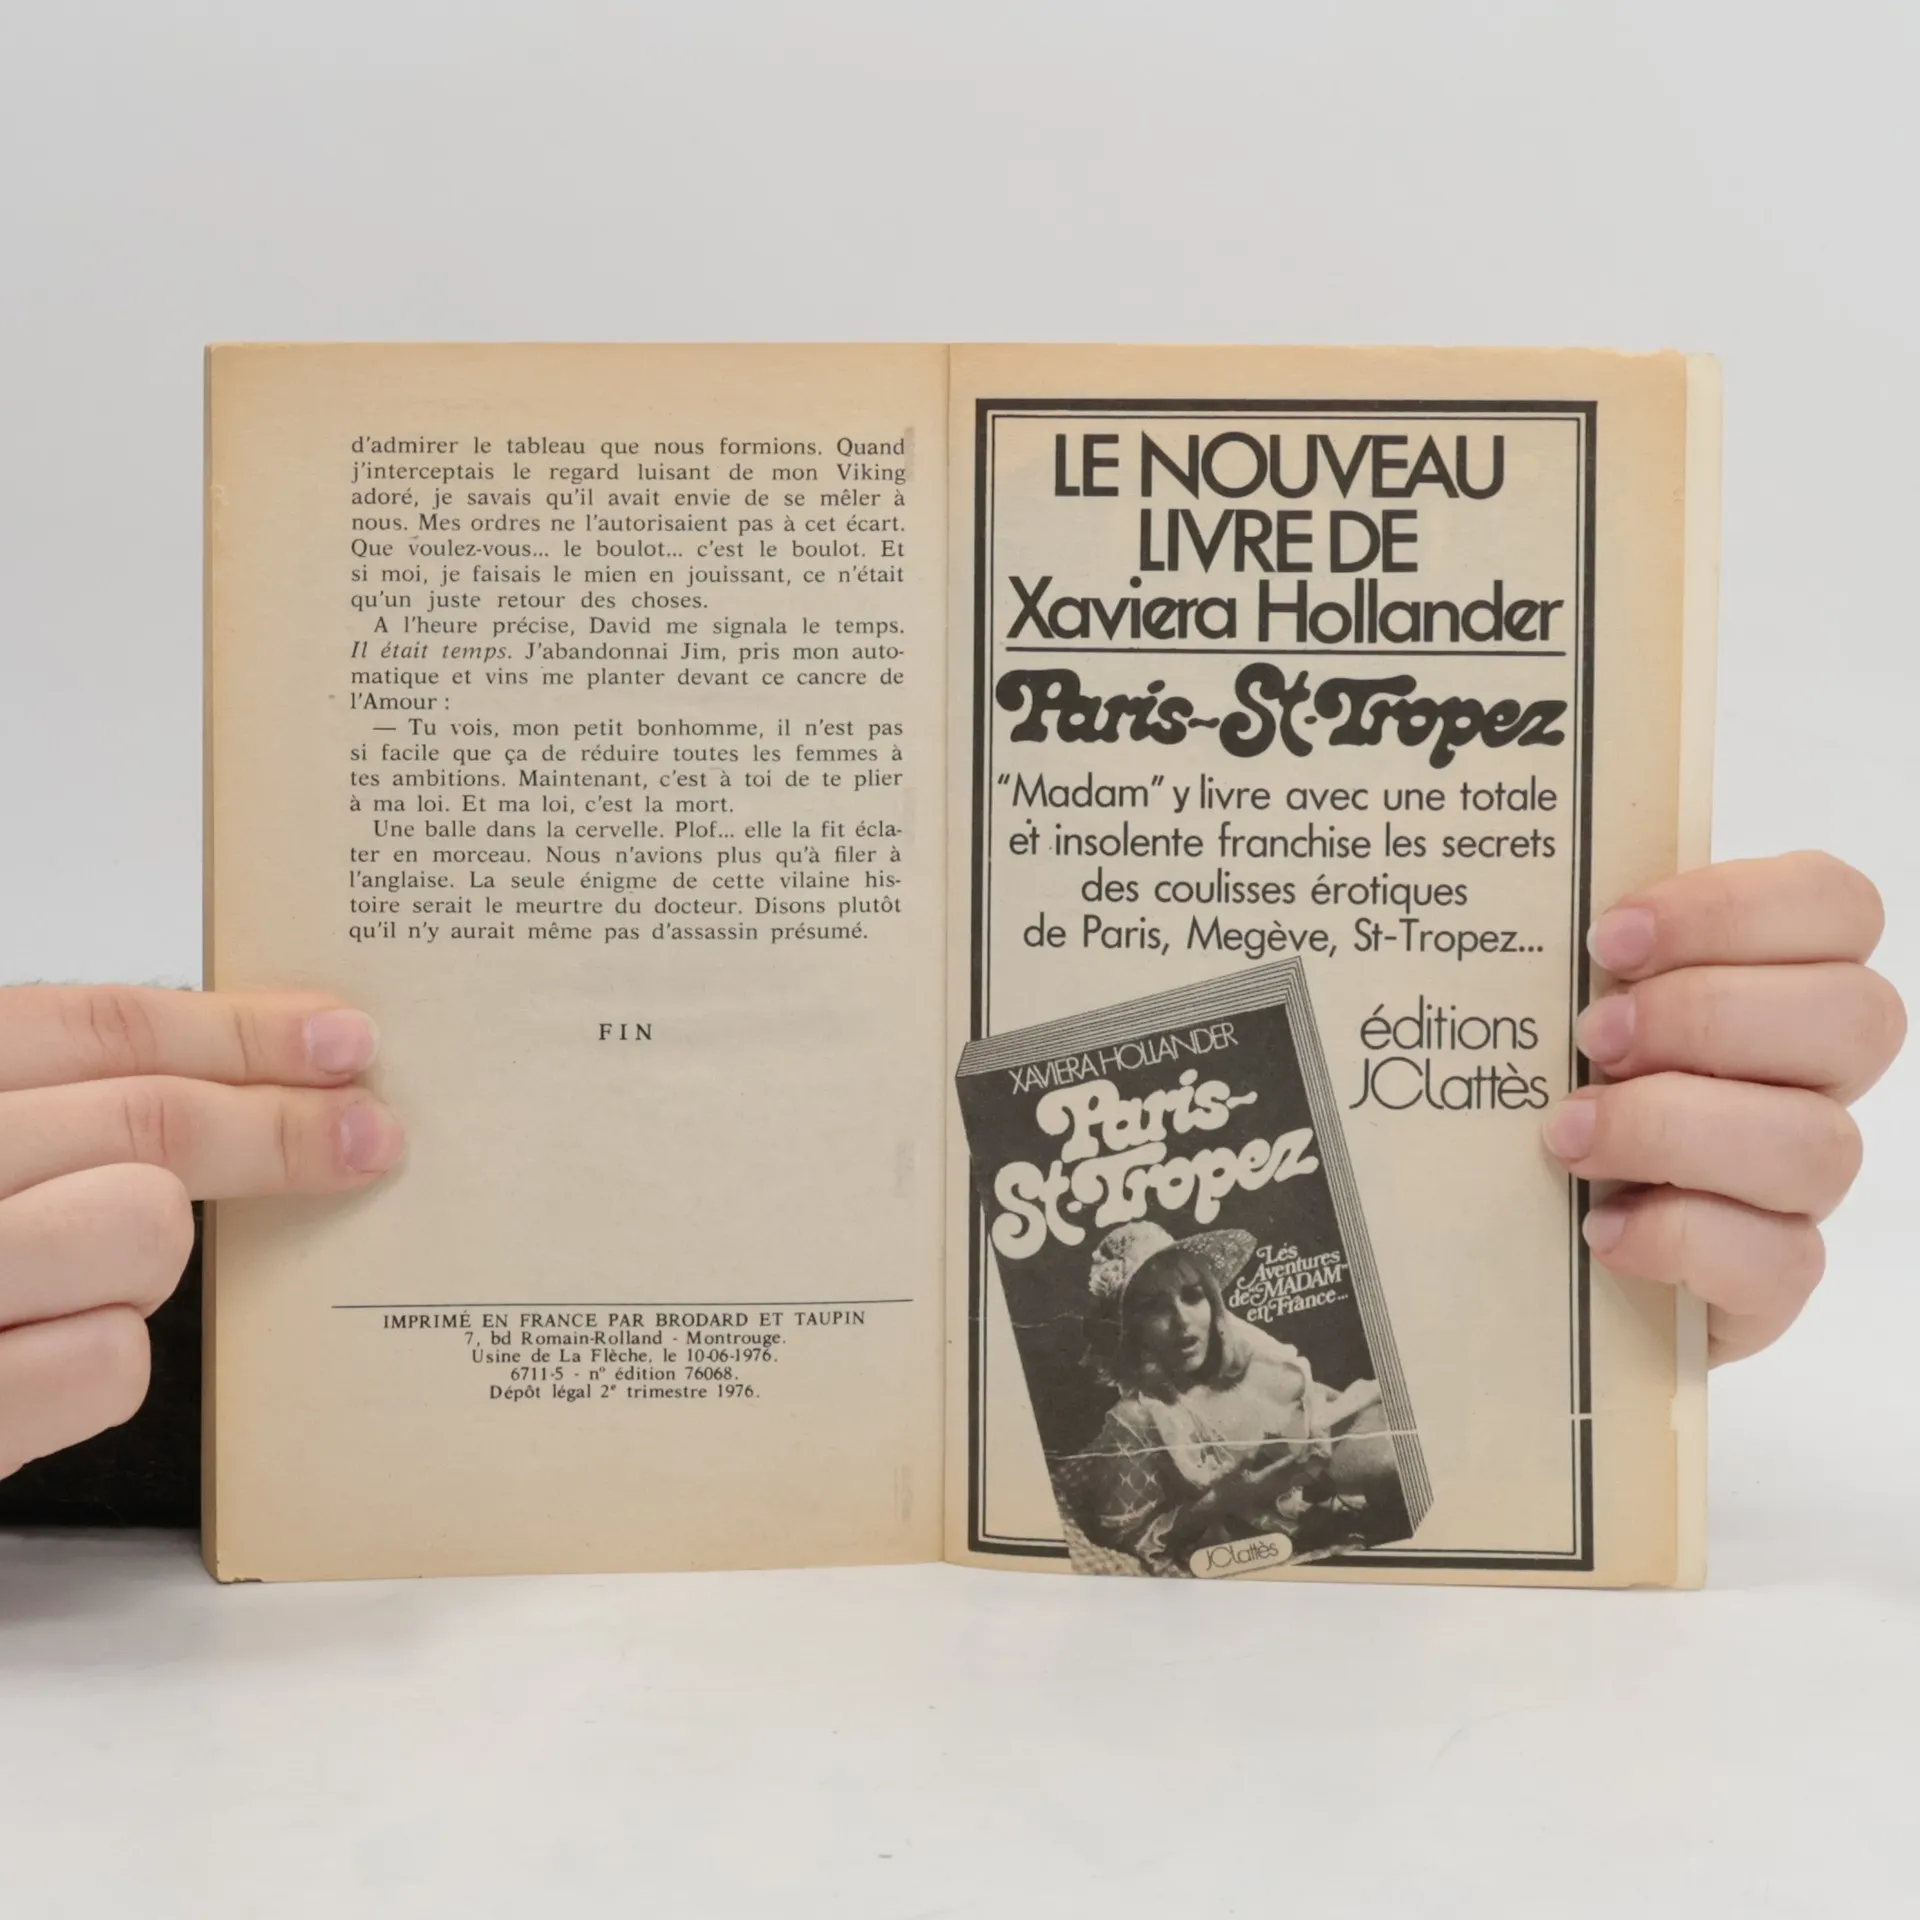 d'admirer le tableau que nous formions. Quand
j'interceptais le regard luisant de mon Viking
adoré, je savais qu'il avait envie de se mêler à
nous. Mes ordres ne l'autorisaient pas à cet écart.
Que voulez-vous... le boulot... c'est le boulot. Et
si moi, je faisais le mien en jouissant, ce n'était
qu'un juste retour des choses.
A l'heure précise, David me signala le temps.
Il était temps. J'abandonnai Jim, pris mon auto-
matique et vins me planter devant ce cancre de
l'Amour :
— Tu vois, mon petit bonhomme, il n'est pas
si facile que ça de réduire toutes les femmes à
tes ambitions. Maintenant, c'est à toi de te plier
à ma loi. Et ma loi, c'est la mort.
Une balle dans la cervelle. Plof... elle la fit écla-
ter en morceau. Nous n'avions plus qu'à filer à
l'anglaise. La seule énigme de cette vilaine his-
toire serait le meurtre du docteur. Disons plutôt
qu'il n'y aurait même pas d'assassin présumé.
FIN
IMPRIMÉ EN FRANCE PAR BRODARD ET TAUPIN
7, bd Romain-Rolland - Montrouge.
Usine de La Flèche, le 10-06-1976.
6711-5 - n° édition 76068.
Dépôt légal 2e trimestre 1976.
LE NOUVEAU
LIVRE DE
Xaviera Hollander
Paris-St-Tropez
"Madam" y livre avec une totale
et insolente franchise les secrets
des coulisses érotiques
de Paris, Megève, St-Tropez...
éditions
JClattès
XAVIERA HOLLANDER
Paris-
St-Tropez
Les
Aventures
de "MADAM"
en France...
JClattès